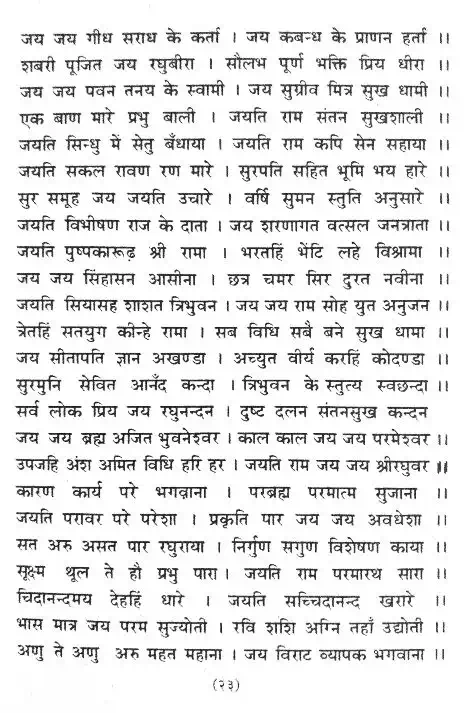 जय जय गीध सराध के कर्ता । जय कबन्ध के प्राणन हर्ता ।।
शबरी पूजित जय रघुबीरा । सौलभ पूर्ण भक्ति प्रिय धीरा ।।
जय जय पवन तनय के स्वामी । जय सुग्रीव मित्र सुख धामी ।।
एक बाण मारे प्रभु बाली । जयति राम संतन सुखशाली ।।
जयति सिन्धु में सेतु बँधाया । जयति राम कपि सेन सहाया ।।
जयति सकल रावण रण मारे । सुरपति सहित भूमि भय हारे ।।
सुर समूह जय जयति उचारे । वर्षि सुमन स्तुति अनुसारे ।।
जयति विभीषण राज के दाता । जय शरणागत वत्सल जनत्राता ।।
जयति पुष्पकारूढ़ श्री रामा । भरतहिं भेंटि लहे विश्रामा ।।
जय जय सिंहासन आसीना । छत्र चमर सिर दुरत नवीना ।।
जयति सियासह शाशत त्रिभुवन । जय जय राम सोह युत अनुजन ।।
त्रेतहिं सतयुग कीन्हे रामा । सब विधि सबै बने सुख धामा ।।
जय सीतापति ज्ञान अखण्डा । अच्युत वीर्य करहिं कोदण्डा ।।
सुरमुनि सेवित आनँद कन्दा । त्रिभुवन के स्तुत्य स्वछन्दा ।।
सर्व लोक प्रिय जय रघुनन्दन । दुष्ट दलन संतनसुख कन्दन
जय जय ब्रह्म अजित भुवनेश्वर । काल काल जय जय परमेश्वर ।।
उपजहि अंश अमित विधि हरि हर । जयति राम जय जय श्रीरघुवर ।।
कारण कार्य परे भगवाना । परब्रह्म परमात्म सुजाना ।।
जयति परावर परे परेशा । प्रकृति पार जय जय अवधेशा ।।
सत अरु असत पार रघुराया । निर्गुण सगुण विशेषण काया ।।
सूक्ष्म थूल ते हौ प्रभु पारा । जयति राम परमारथ सारा ।।
चिदानन्दमय देहहिं धारे । जयति सच्चिदानन्द खरारे ।।
भास मात्र जय परम सुज्योती । रवि शशि अग्नि तहाँ उद्योती ।।
अणु ते अणु अरु महत महाना । जय विराट व्यापक भगवाना ।।
(२३)